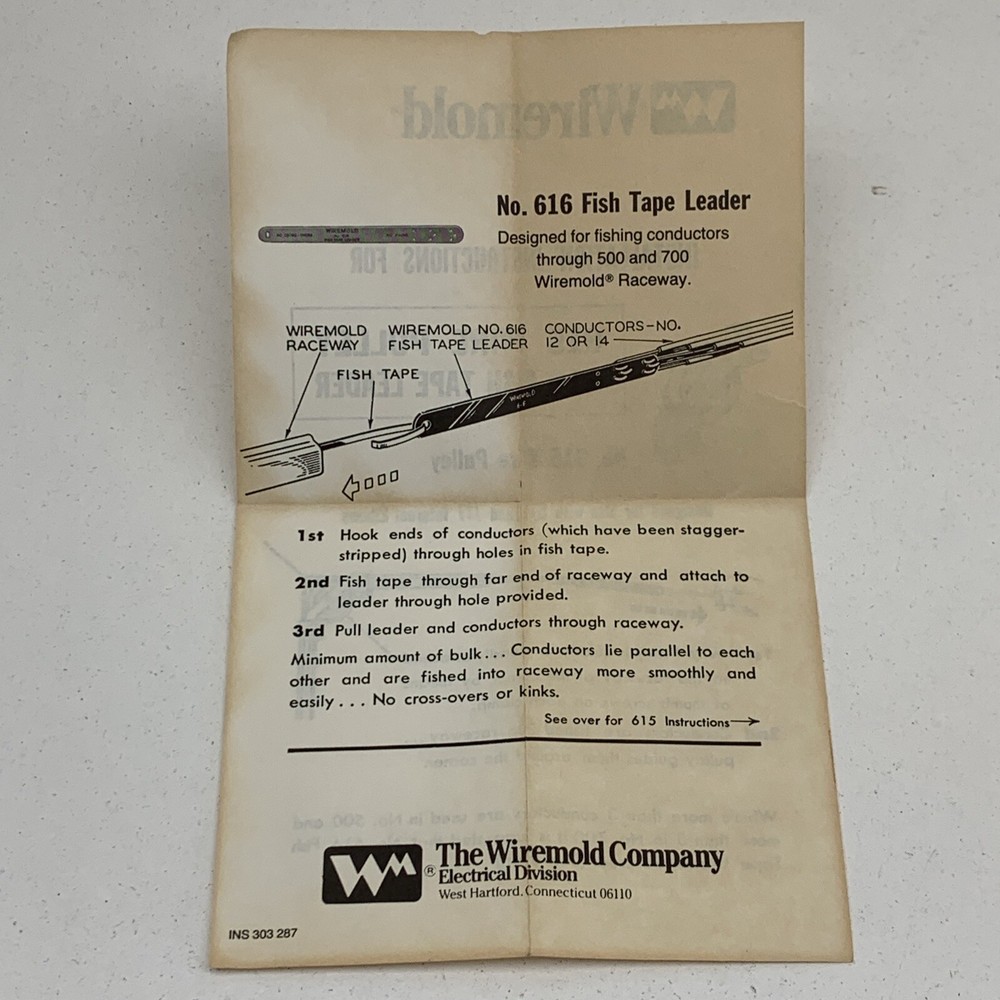 No. 616 Fish Tape Leader
WIREMOLD
Designed for fishing conductors
through 500 and 700
Wiremold® Raceway.
WIREMOLD RACEWAY
WIREMOLD NO. 616 FISH TAPE LEADER
CONDUCTORS-NO. 12 OR 14
FISH TAPE
1st Hook ends of conductors (which have been stagger-
stripped) through holes in fish tape.
2nd Fish tape through far end of raceway and attach to
leader through hole provided.
3rd Pull leader and conductors through raceway.
Minimum amount of bulk... Conductors lie parallel to each
other and are fished into raceway more smoothly and
easily... No cross-overs or kinks.
See over for 615 Instructions→
WM ® The Wiremold Company
Electrical Division
West Hartford, Connecticut 06110
INS 303 287